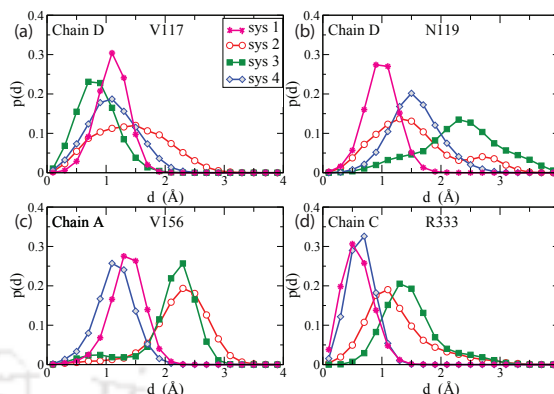 (a) Chain D V117
sys 1
sys 2
sys 3
sys 4
(b) Chain D N119
p(d)
0.4
0.3
0.2
0.1
0
0 1 2 3 4
d (Å)
p(d)
0.4
0.3
0.2
0.1
0
0 1 2 3
d (Å)
(c) Chain A V156
(d) Chain C R333
p(d)
0.4
0.3
0.2
0.1
0
0 1 2 3 4
d (Å)
p(d)
0.4
0.3
0.2
0.1
0
0 1 2 3
d (Å)